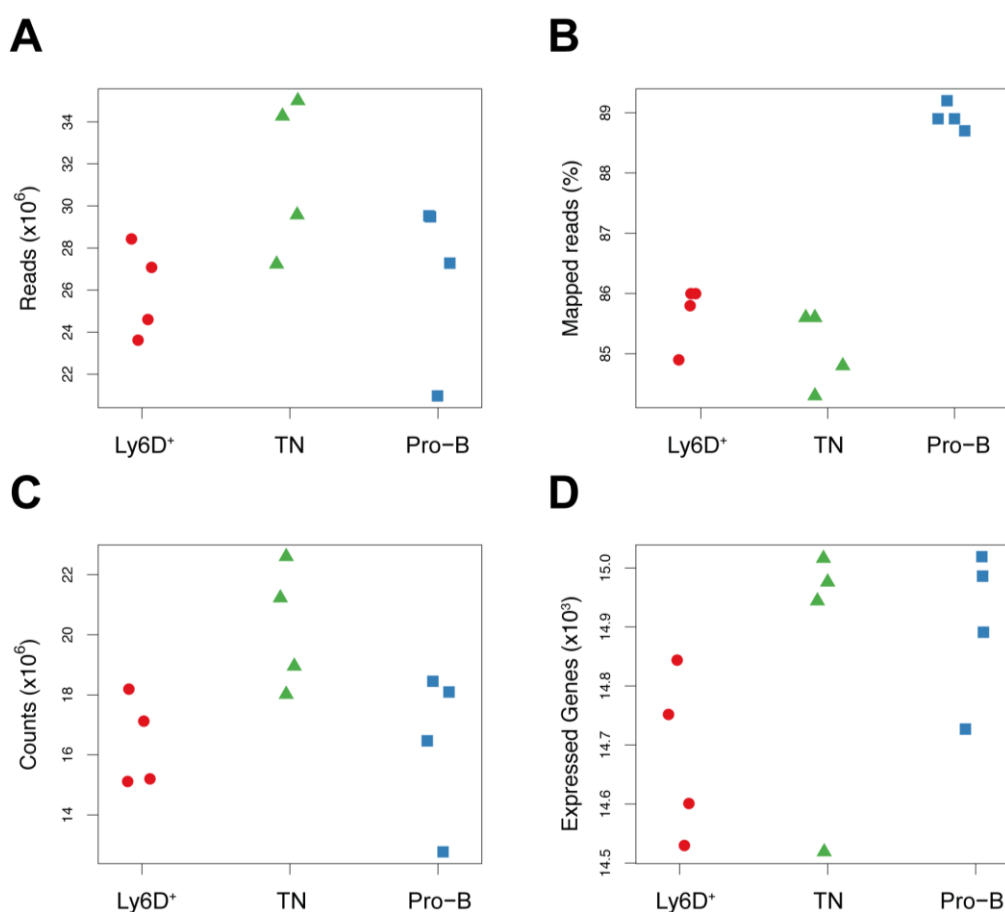 A
Reads (x10⁶)
34
32
30
28
26
24
22
Ly6D⁺ TN Pro−B
B
Mapped reads (%)
89
88
87
86
85
Ly6D⁺ TN Pro−B
C
Counts (x10⁶)
22
20
18
16
14
Ly6D⁺ TN Pro−B
D
Expressed Genes (x10³)
15.0
14.9
14.8
14.7
14.6
14.5
Ly6D⁺ TN Pro−B